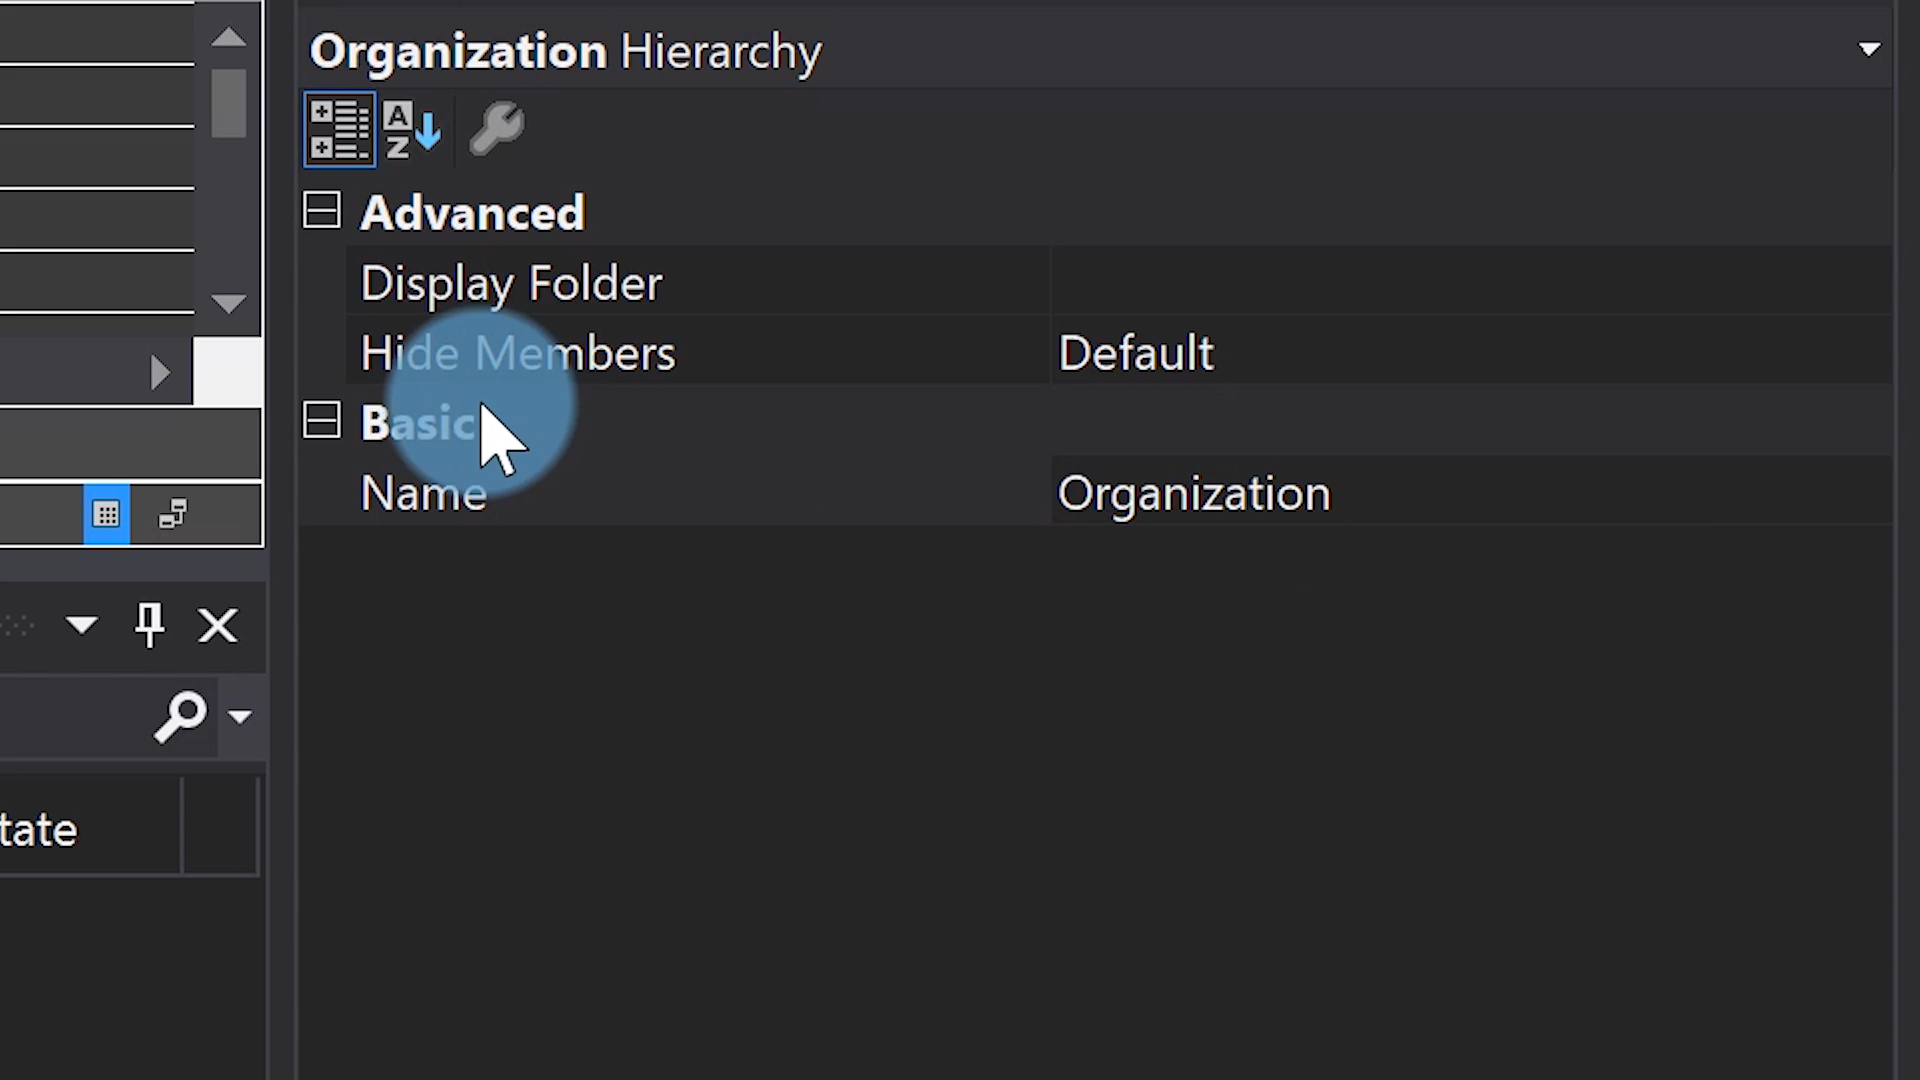 Organization Hierarchy
Advanced
Display Folder
Hide Members Default
Basic
Name Organization
tate